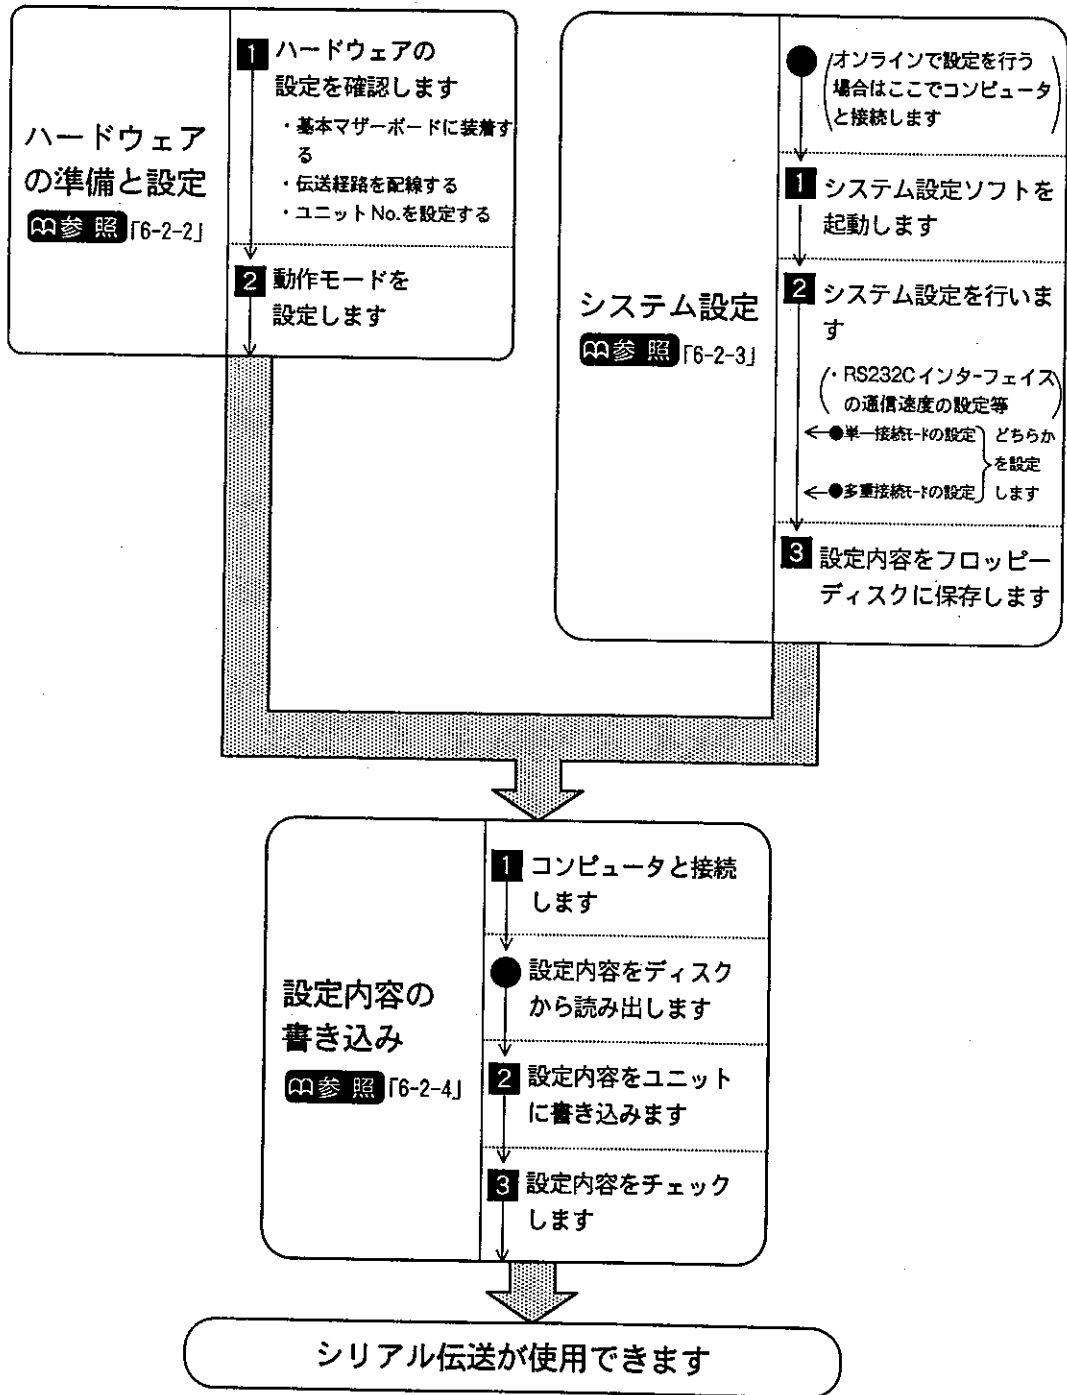 ハードウェア
の準備と設定
参照「6-2-2」
1 ハードウェアの
設定を確認します
・基本マザーボードに装着す
る
・伝送経路を配線する
・ユニットNo.を設定する
2 動作モードを
設定します
システム設定
参照「6-2-3」
●(オンラインで設定を行う
場合はここでコンピュータ
と接続します)
1 システム設定ソフトを
起動します
2 システム設定を行いま
す
(・RS232Cインターフェイス
の通信速度の設定等)
●単一接続モードの設定
●多重接続モードの設定
どちらか
を設定
します
3 設定内容をフロッピー
ディスクに保存します
設定内容の
書き込み
参照「6-2-4」
1 コンピュータと接続
します
●設定内容をディスク
から読み出します
2 設定内容をユニット
に書き込みます
3 設定内容をチェック
します
シリアル伝送が使用できます